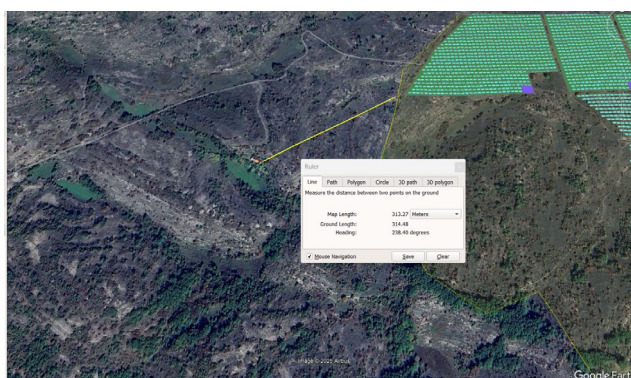 Ruler
Line Path Polygon Circle 3D path 3D polygon
Measure the distance between two points on the ground
Map Length: 313.27 Meters
Ground Length: 314.48
Heading: 238.40 degrees
Mouse Navigation Save Clear
Image © 2025 Airbus
Google Eart